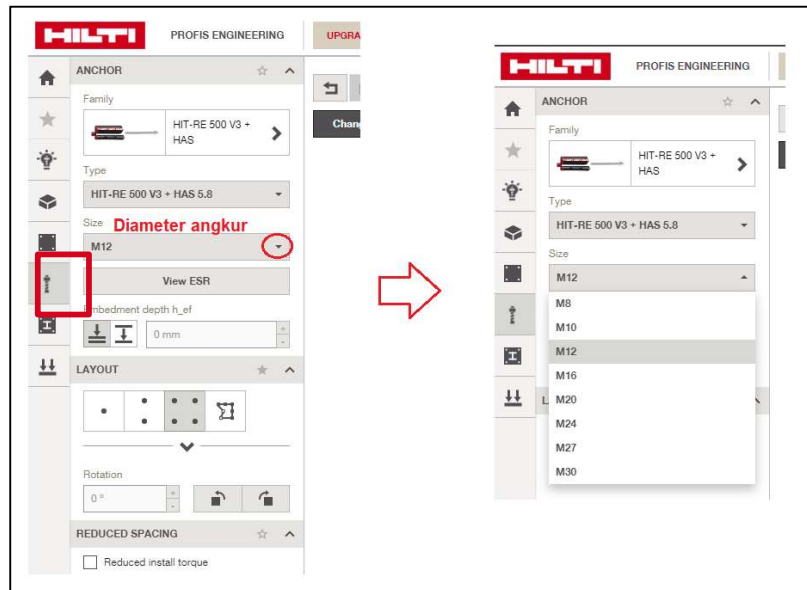 HILTI
PROFIS ENGINEERING
UPGRA
ANCHOR
Family
HIT-RE 500 V3 +
HAS
Type
HIT-RE 500 V3 + HAS 5.8
Size
Diameter angkur
M12
View ESR
Embedment depth h_ef
0 mm
LAYOUT
Rotation
0 °
REDUCED SPACING
Reduced install torque
Chan
HILTI
PROFIS ENGINEERING
ANCHOR
Family
HIT-RE 500 V3 +
HAS
Type
HIT-RE 500 V3 + HAS 5.8
Size
M12
M8
M10
M12
M16
M20
M24
M27
M30